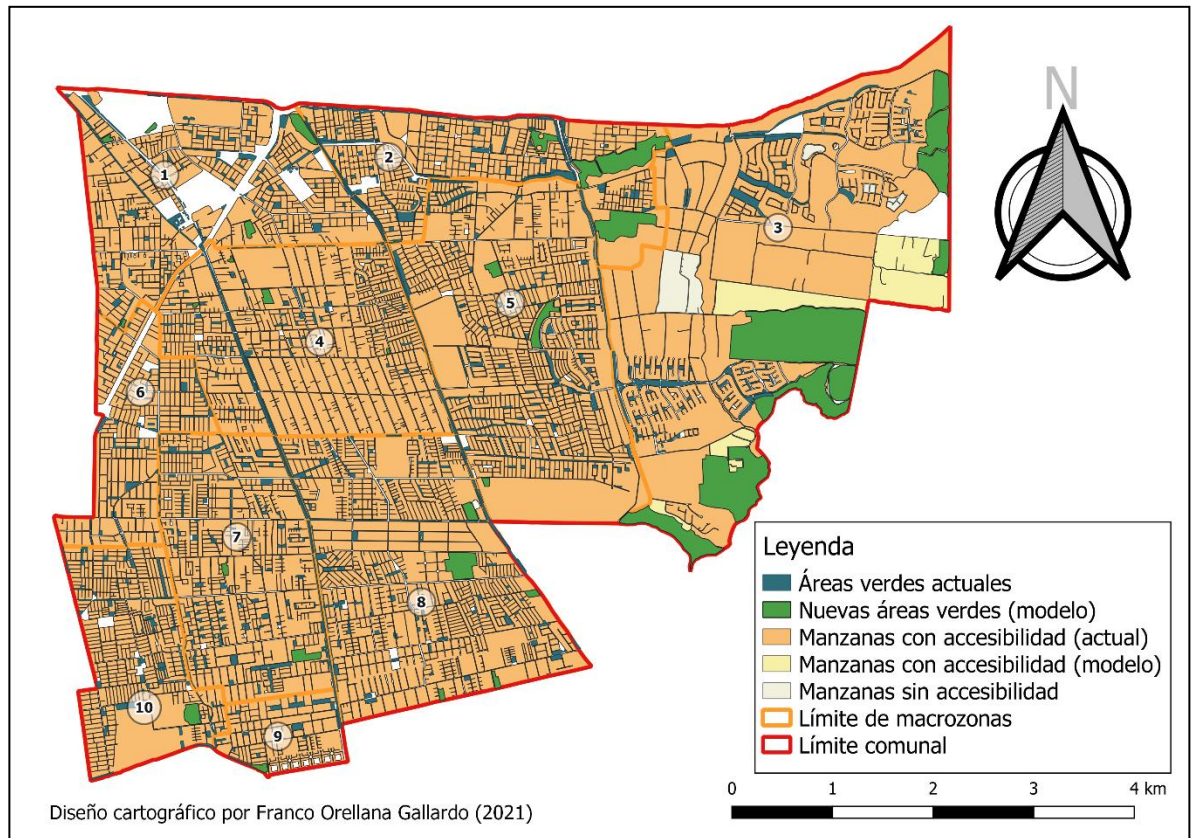 N
1
2
3
4
5
6
7
8
9
10
Leyenda
Áreas verdes actuales
Nuevas áreas verdes (modelo)
Manzanas con accesibilidad (actual)
Manzanas con accesibilidad (modelo)
Manzanas sin accesibilidad
Límite de macrozonas
Límite comunal
0 1 2 3 4 km
Diseño cartográfico por Franco Orellana Gallardo (2021)